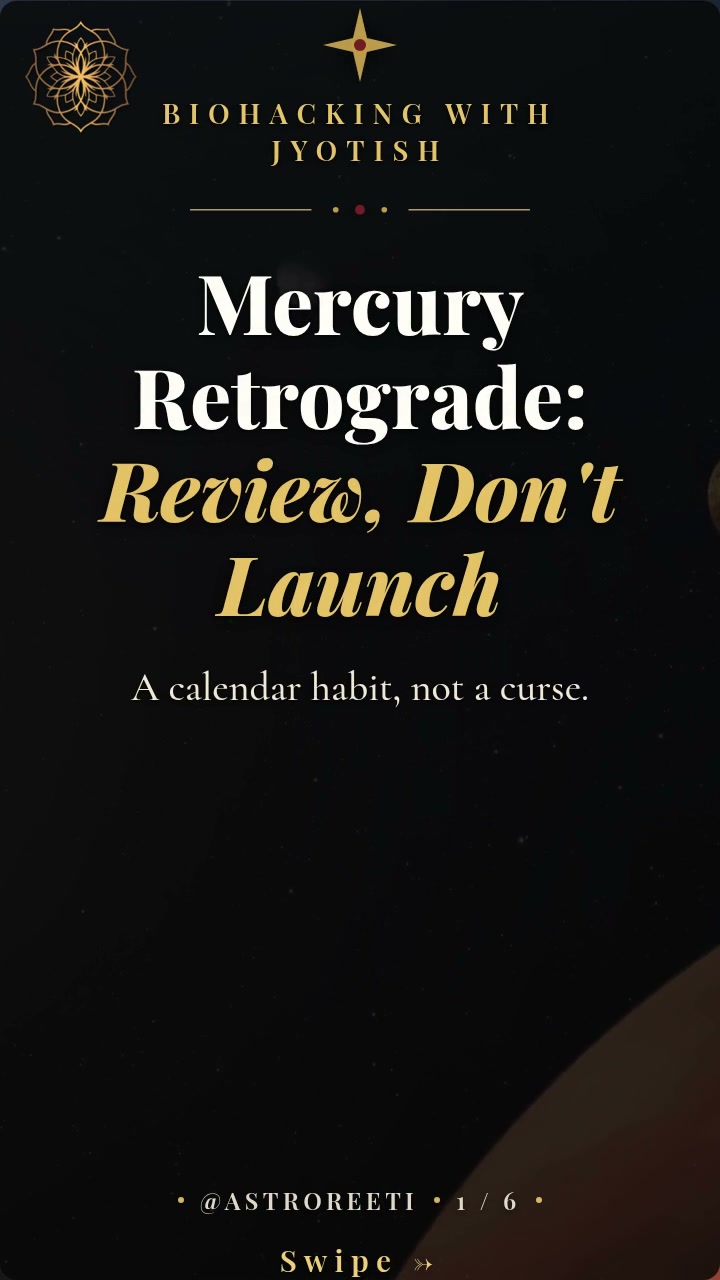 BIOHACKING WITH
JYOTISH
Mercury
Retrograde:
Review, Don't
Launch
A calendar habit, not a curse.
@ASTROREETI • 1 / 6
Swipe